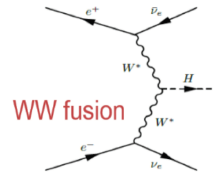 e⁺ ν̄ₑ
W*
H
WW fusion
W*
e⁻ νₑ